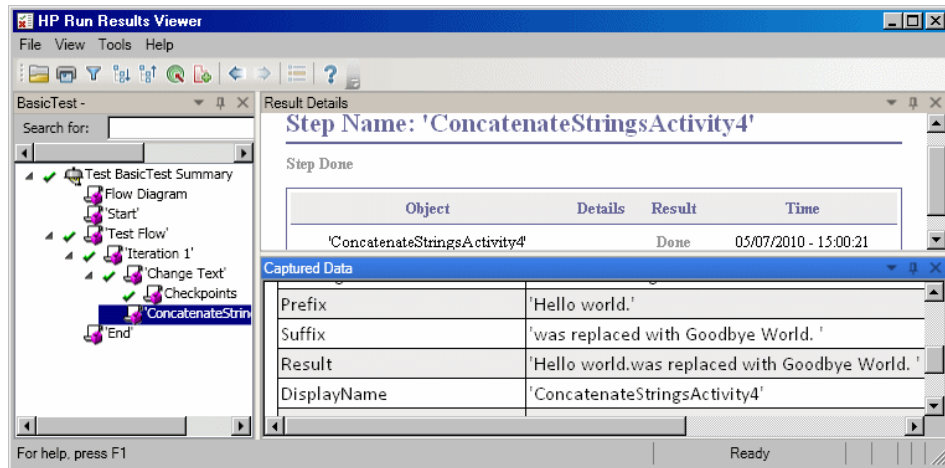 HP Run Results Viewer
File View Tools Help
BasicTest -
Search for:
Test BasicTest Summary
Flow Diagram
'Start'
'Test Flow'
'Iteration 1'
'Change Text'
Checkpoints
'ConcatenateStrin
'End'
Result Details
Step Name: 'ConcatenateStringsActivity4'
Step Done
Object Details Result Time
'ConcatenateStringsActivity4' Done 05/07/2010 - 15:00:21
Captured Data
Prefix 'Hello world.'
Suffix 'was replaced with Goodbye World. '
Result 'Hello world.was replaced with Goodbye World. '
DisplayName 'ConcatenateStringsActivity4'
For help, press F1 Ready